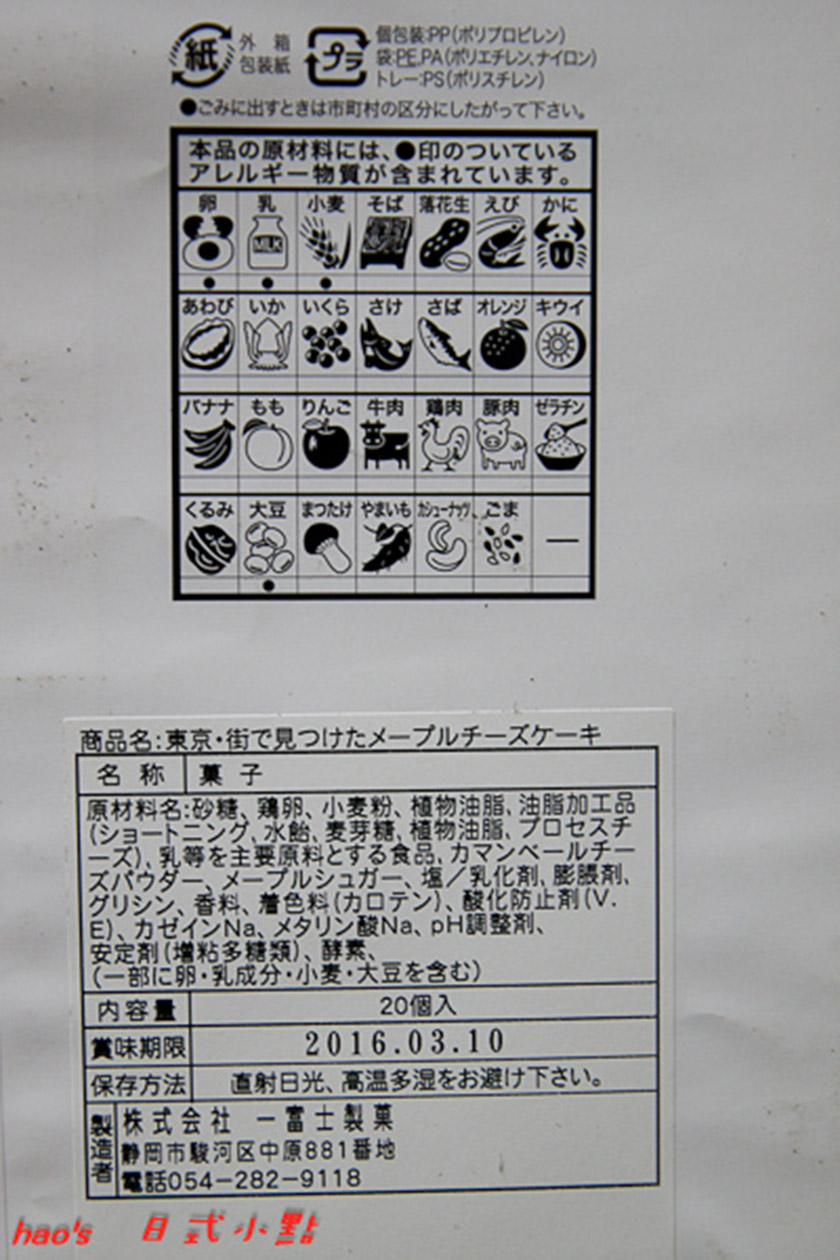 紙
外箱
包装紙
プラ
個包装:PP(ポリプロピレン)
袋:PE,PA(ポリエチレン、ナイロン)
トレー:PS(ポリスチレン)
●ごみに出すときは市町村の区分にしたがって下さい。
本品の原材料には、●印のついている
アレルギー物質が含まれています。
卵 乳 小麦 そば 落花生 えび かに
MILK
● ● ●
あわび いか いくら さけ さば オレンジ キウイ
バナナ もも りんご 牛肉 鶏肉 豚肉 ゼラチン
くるみ 大豆 まつたけ やまいも カシューナッツ ごま —
●
商品名:東京・街で見つけたメープルチーズケーキ
名称 菓子
原材料名:砂糖、鶏卵、小麦粉、植物油脂、油脂加工品
(ショートニング、水飴、麦芽糖、植物油脂、プロセスチ
ーズ)、乳等を主要原料とする食品、カマンベールチー
ズパウダー、メープルシュガー、塩/乳化剤、膨脹剤、
グリシン、香料、着色料(カロテン)、酸化防止剤(V.
E)、カゼインNa、メタリン酸Na、pH調整剤、
安定剤(増粘多糖類)、酵素、
(一部に卵・乳成分・小麦・大豆を含む)
内容量 20個入
賞味期限 2016.03.10
保存方法 直射日光、高温多湿をお避け下さい。
製造者 株式会社 一富士製菓
静岡市駿河区中原881番地
電話054-282-9118
hao's 日式小點